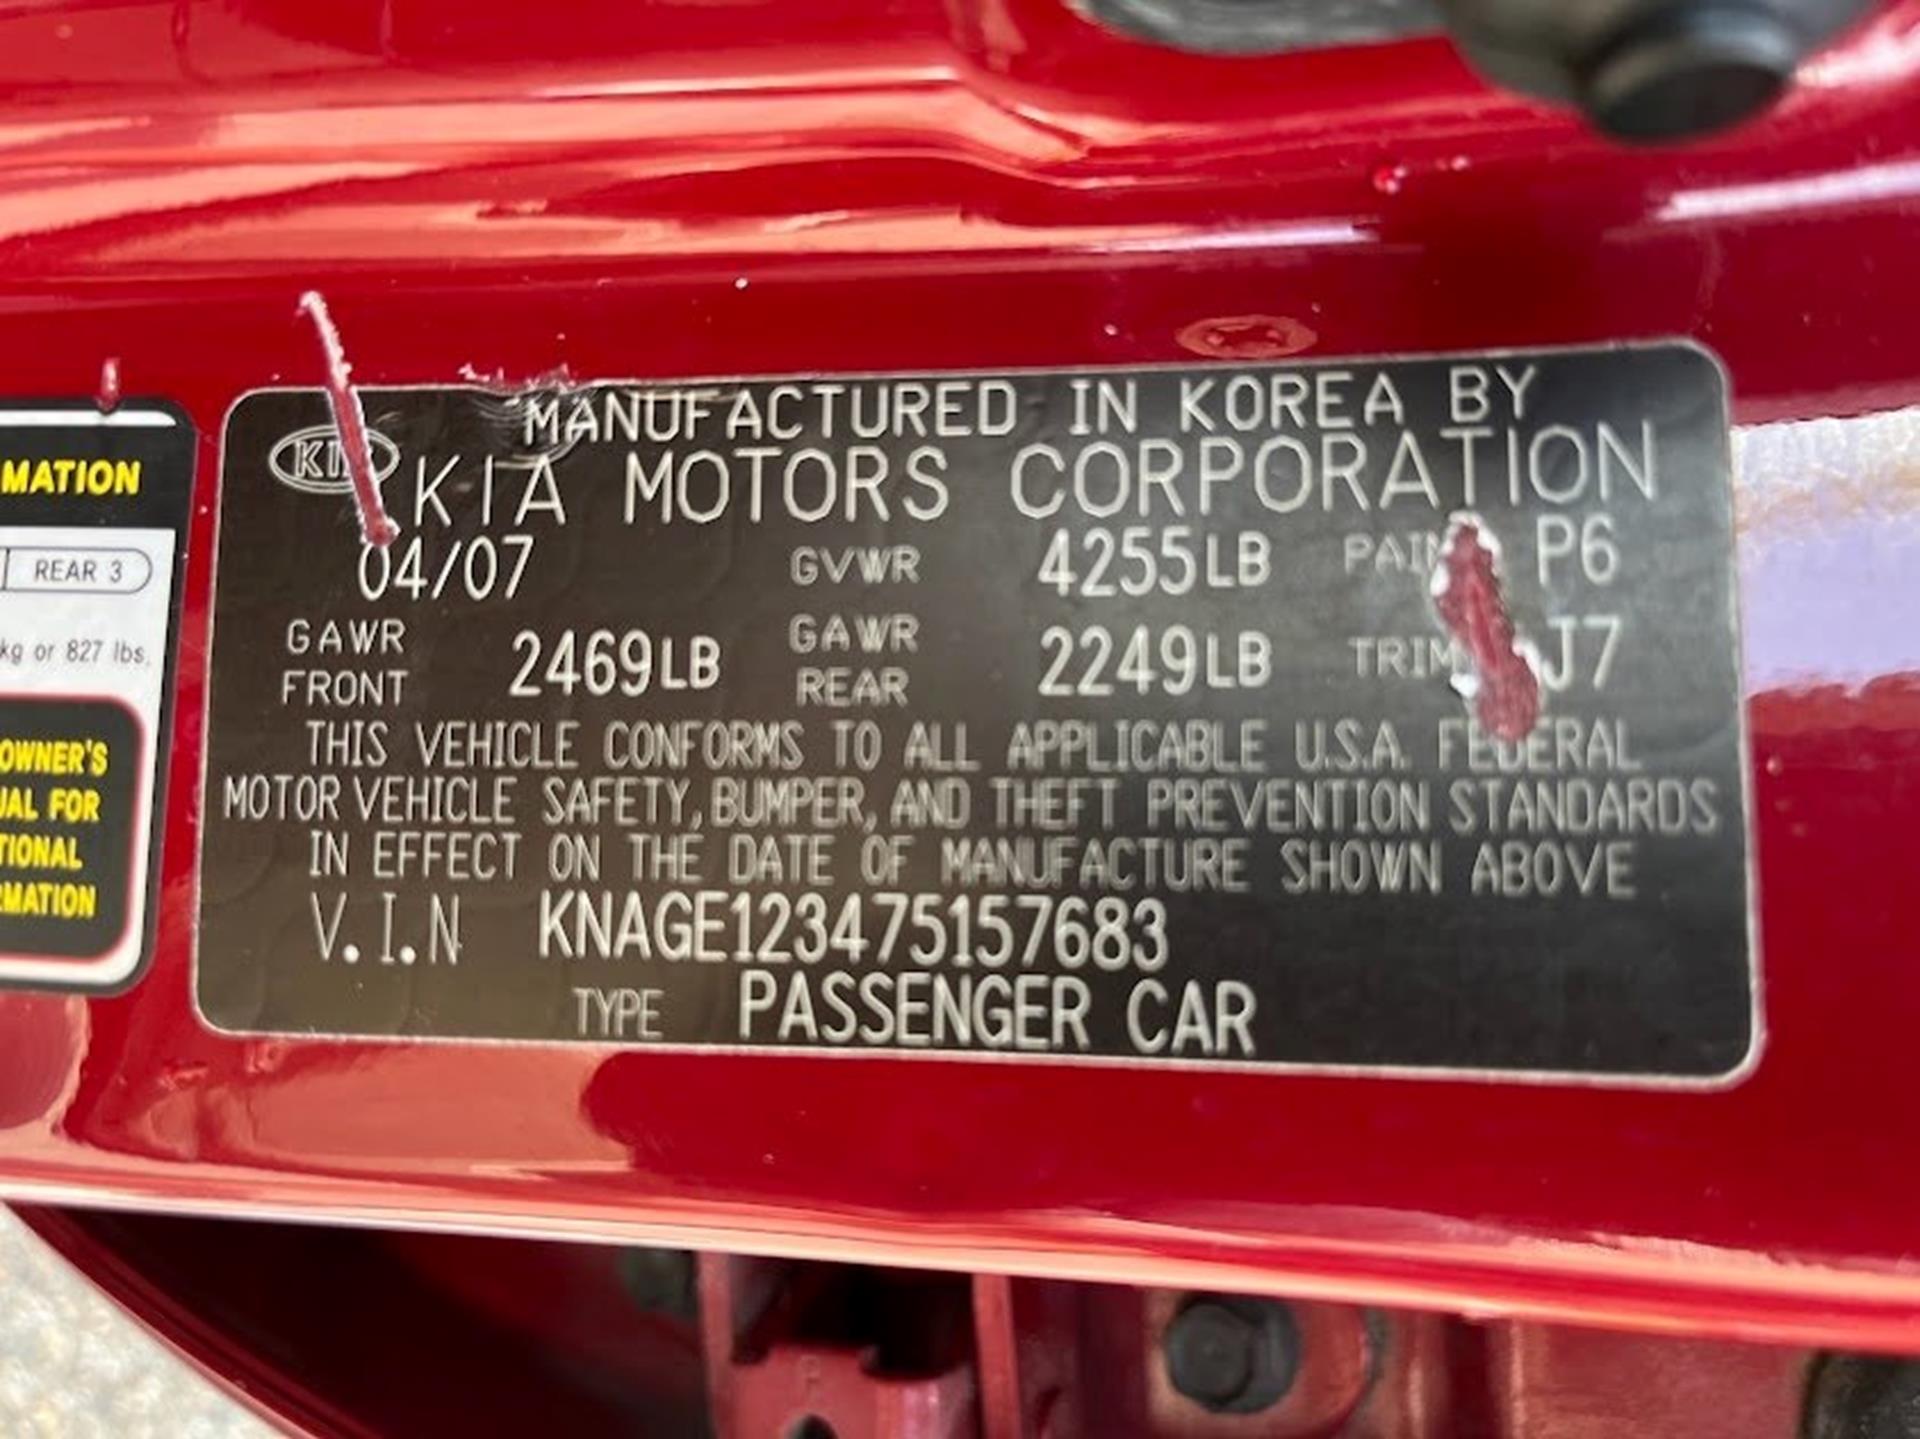 MANUFACTURED IN KOREA BY
KIA KIA MOTORS CORPORATION
04/07 GVWR 4255LB PAINT P6
GAWR FRONT 2469LB GAWR REAR 2249LB TRIM J7
THIS VEHICLE CONFORMS TO ALL APPLICABLE U.S.A. FEDERAL
MOTOR VEHICLE SAFETY, BUMPER, AND THEFT PREVENTION STANDARDS
IN EFFECT ON THE DATE OF MANUFACTURE SHOWN ABOVE
V.I.N KNAGE123475157683
TYPE PASSENGER CAR
MATION
REAR 3
kg or 827 lbs.
OWNER'S
UAL FOR
TIONAL
RMATION